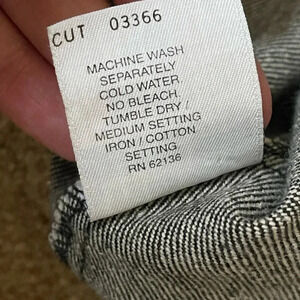 CUT 03366
MACHINE WASH
SEPARATELY
COLD WATER
NO BLEACH.
TUMBLE DRY /
MEDIUM SETTING
IRON / COTTON
SETTING
RN 62136